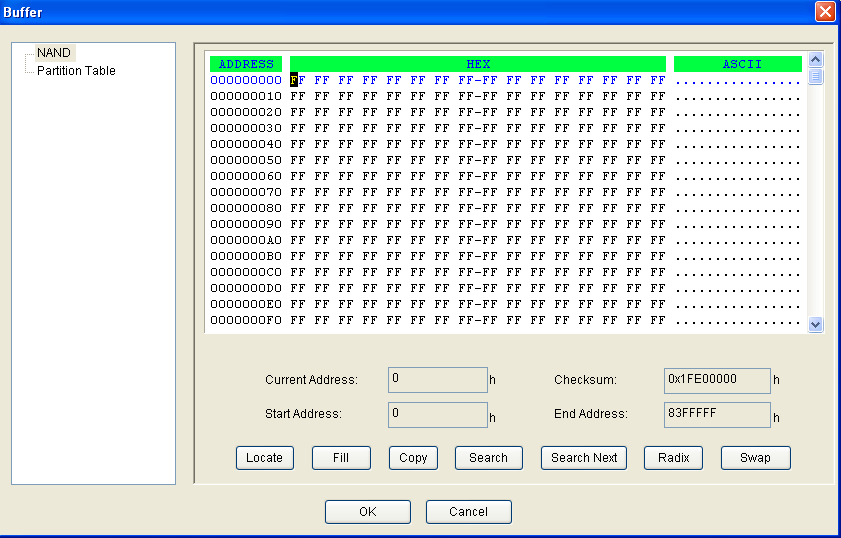 Buffer
NAND
Partition Table
ADDRESS HEX ASCII
000000000 FF FF FF FF FF FF FF FF-FF FF FF FF FF FF FF FF ................
000000010 FF FF FF FF FF FF FF FF-FF FF FF FF FF FF FF FF ................
000000020 FF FF FF FF FF FF FF FF-FF FF FF FF FF FF FF FF ................
000000030 FF FF FF FF FF FF FF FF-FF FF FF FF FF FF FF FF ................
000000040 FF FF FF FF FF FF FF FF-FF FF FF FF FF FF FF FF ................
000000050 FF FF FF FF FF FF FF FF-FF FF FF FF FF FF FF FF ................
000000060 FF FF FF FF FF FF FF FF-FF FF FF FF FF FF FF FF ................
000000070 FF FF FF FF FF FF FF FF-FF FF FF FF FF FF FF FF ................
000000080 FF FF FF FF FF FF FF FF-FF FF FF FF FF FF FF FF ................
000000090 FF FF FF FF FF FF FF FF-FF FF FF FF FF FF FF FF ................
0000000A0 FF FF FF FF FF FF FF FF-FF FF FF FF FF FF FF FF ................
0000000B0 FF FF FF FF FF FF FF FF-FF FF FF FF FF FF FF FF ................
0000000C0 FF FF FF FF FF FF FF FF-FF FF FF FF FF FF FF FF ................
0000000D0 FF FF FF FF FF FF FF FF-FF FF FF FF FF FF FF FF ................
0000000E0 FF FF FF FF FF FF FF FF-FF FF FF FF FF FF FF FF ................
0000000F0 FF FF FF FF FF FF FF FF-FF FF FF FF FF FF FF FF ................
Current Address: 0 h Checksum: 0x1FE00000 h
Start Address: 0 h End Address: 83FFFFF h
Locate Fill Copy Search Search Next Radix Swap
OK Cancel